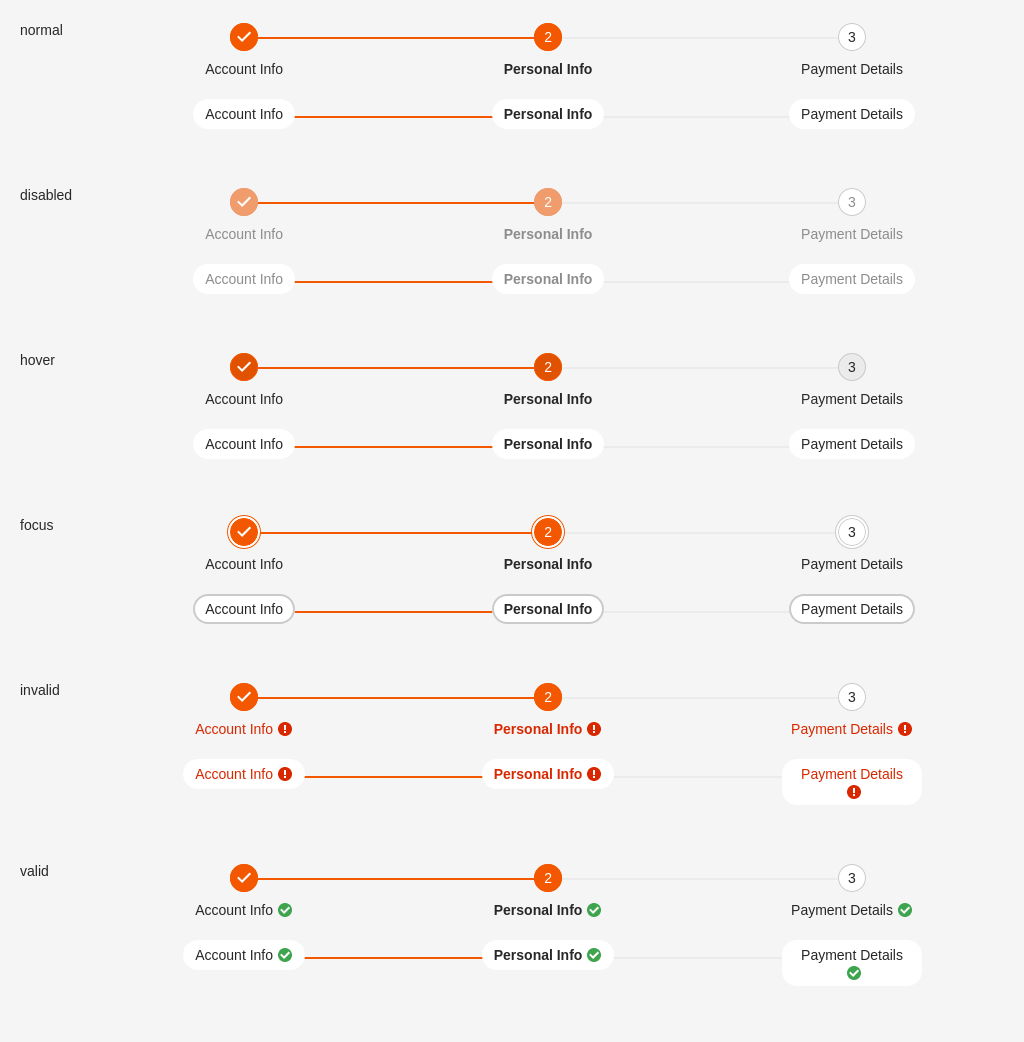 normal
2
3
Account Info
Personal Info
Payment Details
Account Info
Personal Info
Payment Details
disabled
2
3
Account Info
Personal Info
Payment Details
Account Info
Personal Info
Payment Details
hover
2
3
Account Info
Personal Info
Payment Details
Account Info
Personal Info
Payment Details
focus
2
3
Account Info
Personal Info
Payment Details
Account Info
Personal Info
Payment Details
invalid
2
3
Account Info
Personal Info
Payment Details
Account Info
Personal Info
Payment Details
valid
2
3
Account Info
Personal Info
Payment Details
Account Info
Personal Info
Payment Details